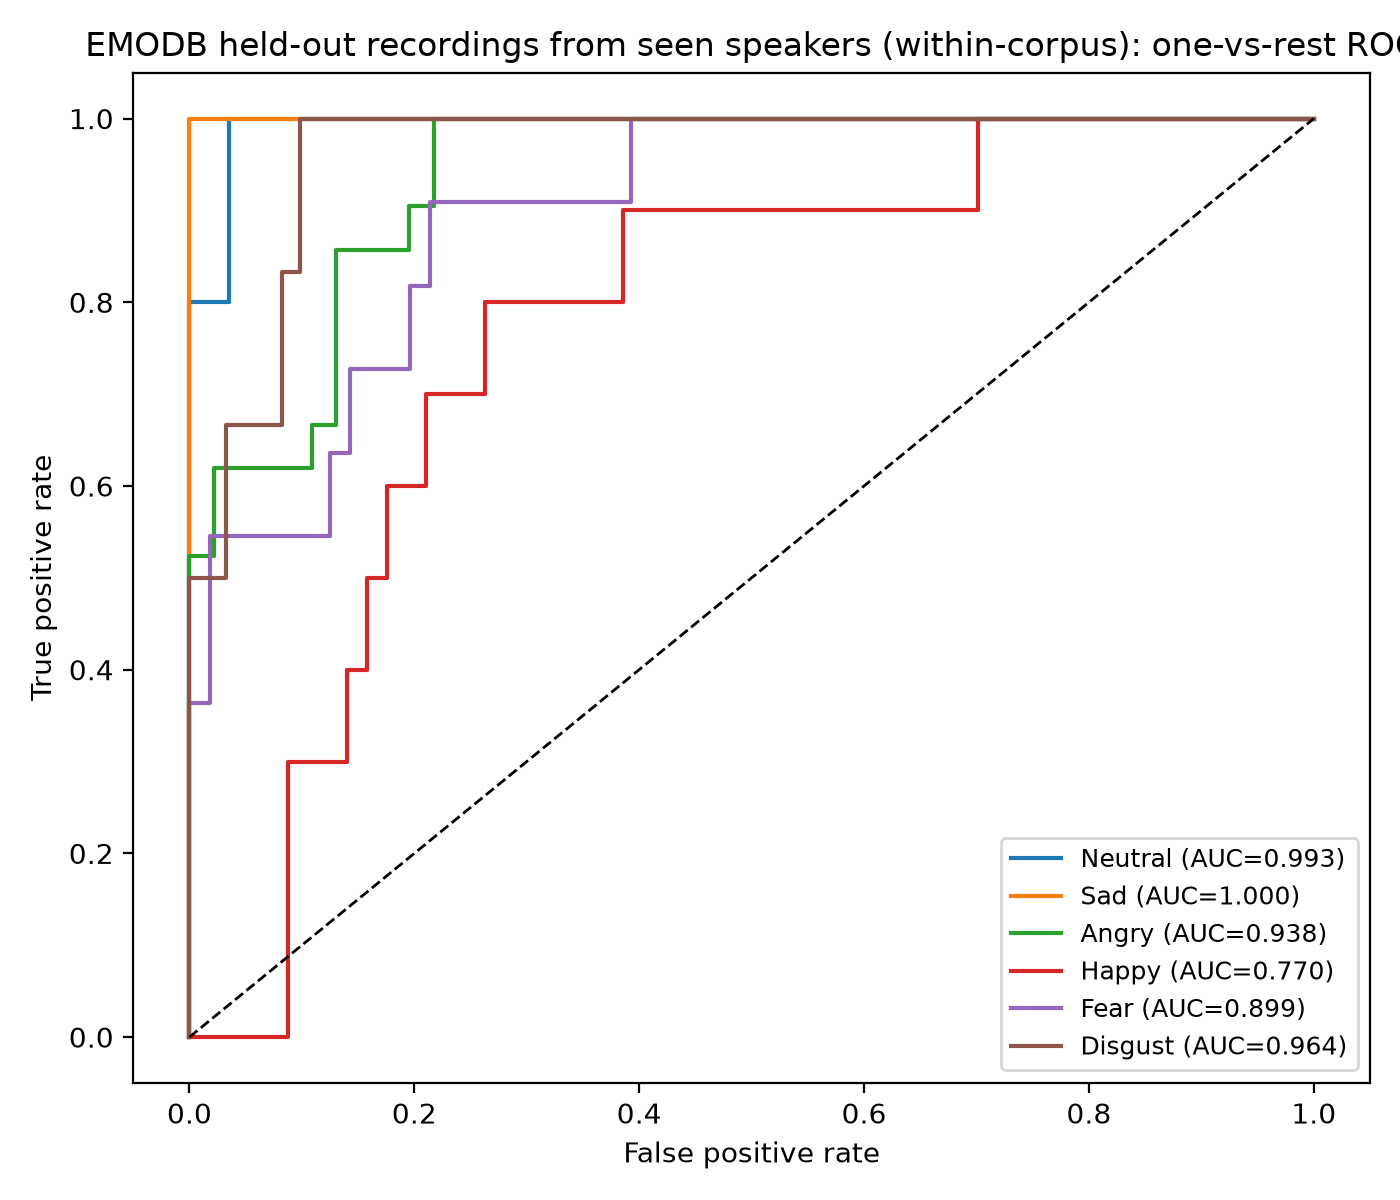 EMODB held-out recordings from seen speakers (within-corpus): one-vs-rest
True positive rate
1.0
0.8
0.6
0.4
0.2
0.0
0.0 0.2 0.4 0.6 0.8 1.0
False positive rate
Neutral (AUC=0.993)
Sad (AUC=1.000)
Angry (AUC=0.938)
Happy (AUC=0.770)
Fear (AUC=0.899)
Disgust (AUC=0.964)